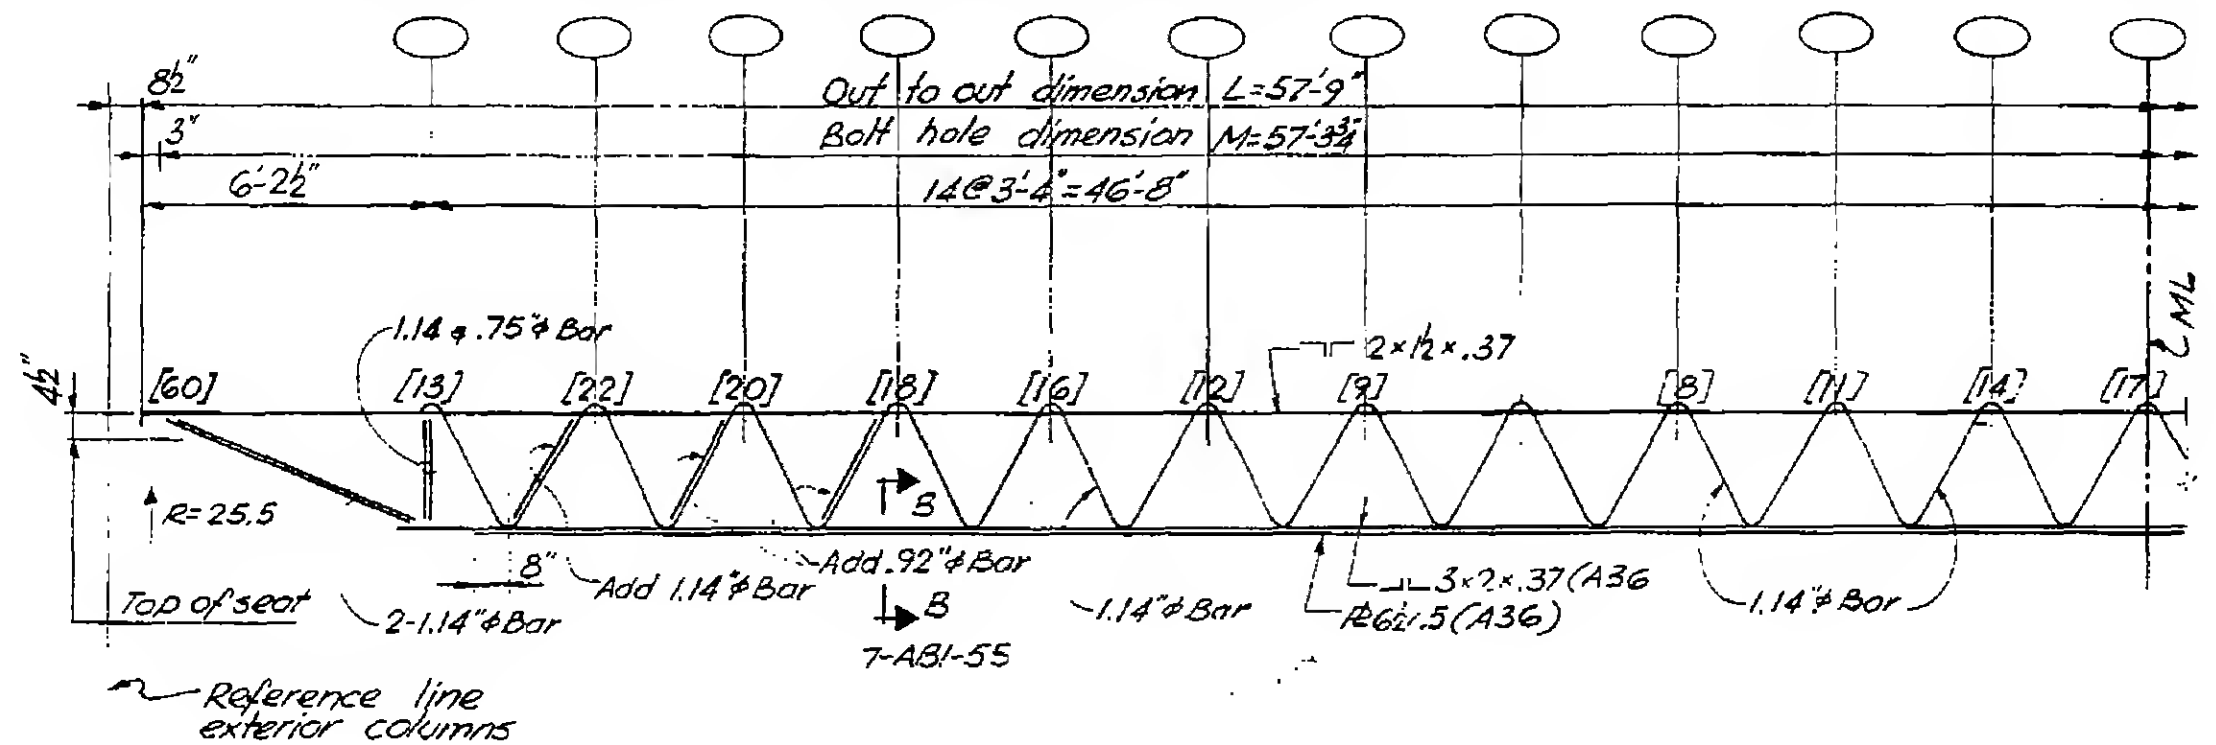 8½"
Out to out dimension L=57'-9"
3"
Bolt hole dimension M=57'-3¾"
6'-2½"
14@3'-4"=46'-8"
℄ ML
1.14 & .75"φ Bar
2×1½×.37
4½"
[60] [13] [22] [20] [18] [16] [12] [9] [8] [11] [14] [17]
R=25.5
B
8"
Add 1.14"φ Bar
Add .92"φ Bar
3×2×.37(A36
Top of seat
2-1.14"φ Bar
B
1.14"φ Bar
(A36)
1.14"φ Bar
7-AB1-55
Reference line
exterior columns